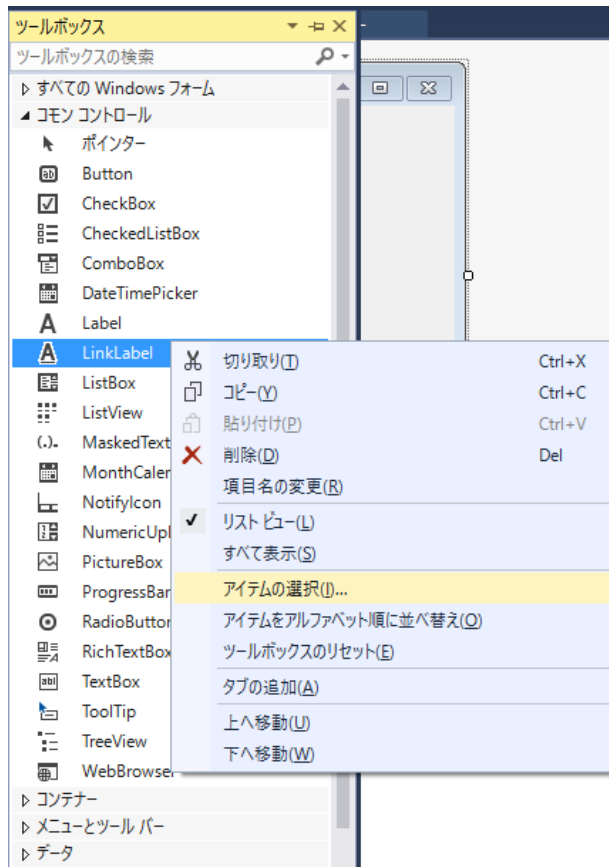 ツールボックス
ツールボックスの検索
すべての Windows フォーム
コモン コントロール
ポインター
Button
CheckBox
CheckedListBox
ComboBox
DateTimePicker
Label
LinkLabel
ListBox
ListView
MaskedText
MonthCaler
NotifyIcon
NumericUpl
PictureBox
ProgressBar
RadioButtor
RichTextBox
TextBox
ToolTip
TreeView
WebBrowser
コンテナー
メニューとツール バー
データ
切り取り(T) Ctrl+X
コピー(Y) Ctrl+C
貼り付け(P) Ctrl+V
削除(D) Del
項目名の変更(R)
リスト ビュー(L)
すべて表示(S)
アイテムの選択(I)...
アイテムをアルファベット順に並べ替え(O)
ツールボックスのリセット(E)
タブの追加(A)
上へ移動(U)
下へ移動(W)